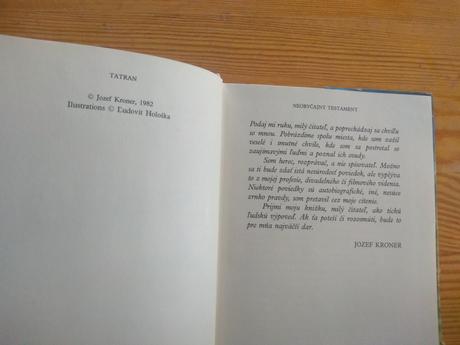 TATRAN
© Jozef Kroner, 1982
Illustrations © Ľudovít Hološka
NEOBYČAJNÝ TESTAMENT
Podaj mi ruku, milý čitateľ, a poprechádzaj sa chvíľu
so mnou. Pobrázdime spolu miesta, kde som zažil
veselé i smutné chvíle, kde som sa postretal so
zaujímavými ľuďmi a poznal ich osudy.
Som herec, rozprávač, a nie spisovateľ. Možno
sa ti bude zdať istá nesúrodosť poviedok, ale vyplýva
to z mojej profesie, divadelného či filmového videnia.
Niektoré poviedky sú autobiografické, iné, nesúce
zrnko pravdy, som pretavil cez moje cítenie.
Prijmi moju knižku, milý čitateľ, ako tichú
ľudskú výpoveď. Ak ťa poteší či rozosmúti, bude to
pre mňa najväčší dar.
JOZEF KRONER